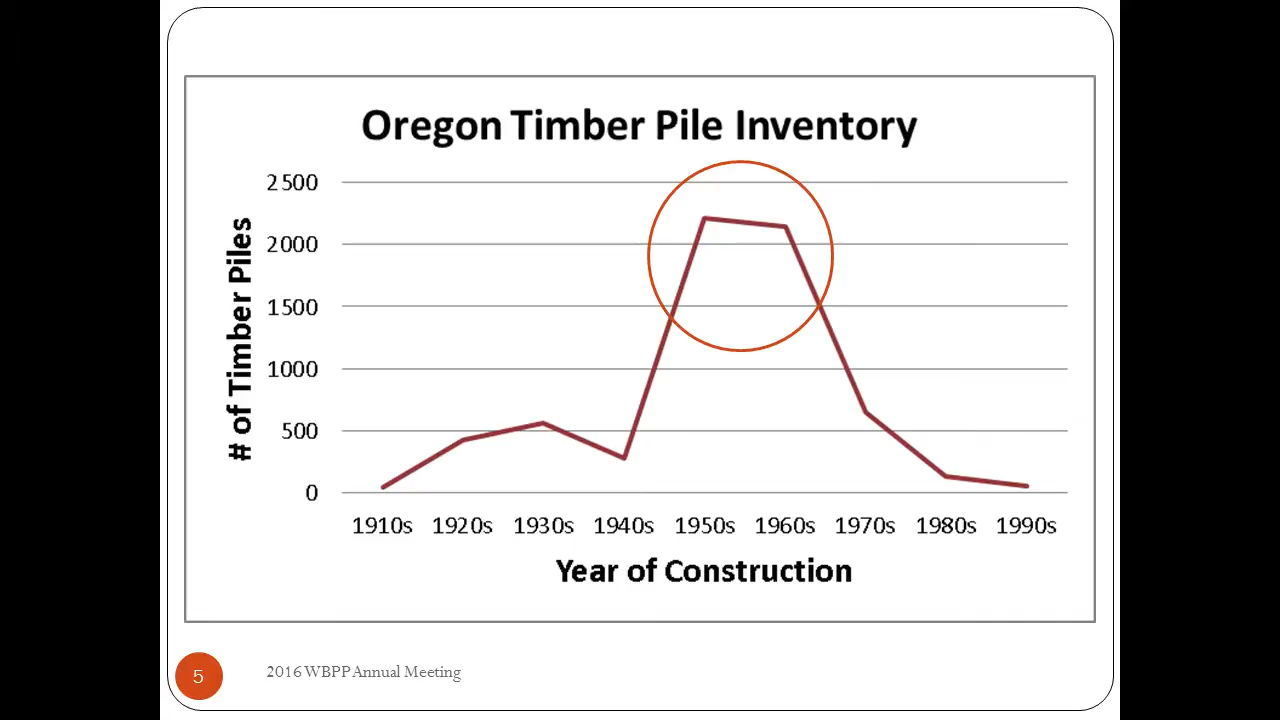 Oregon Timber Pile Inventory
# of Timber Piles
2500
2000
1500
1000
500
0
1910s 1920s 1930s 1940s 1950s 1960s 1970s 1980s 1990s
Year of Construction
5
2016 WBPP Annual Meeting